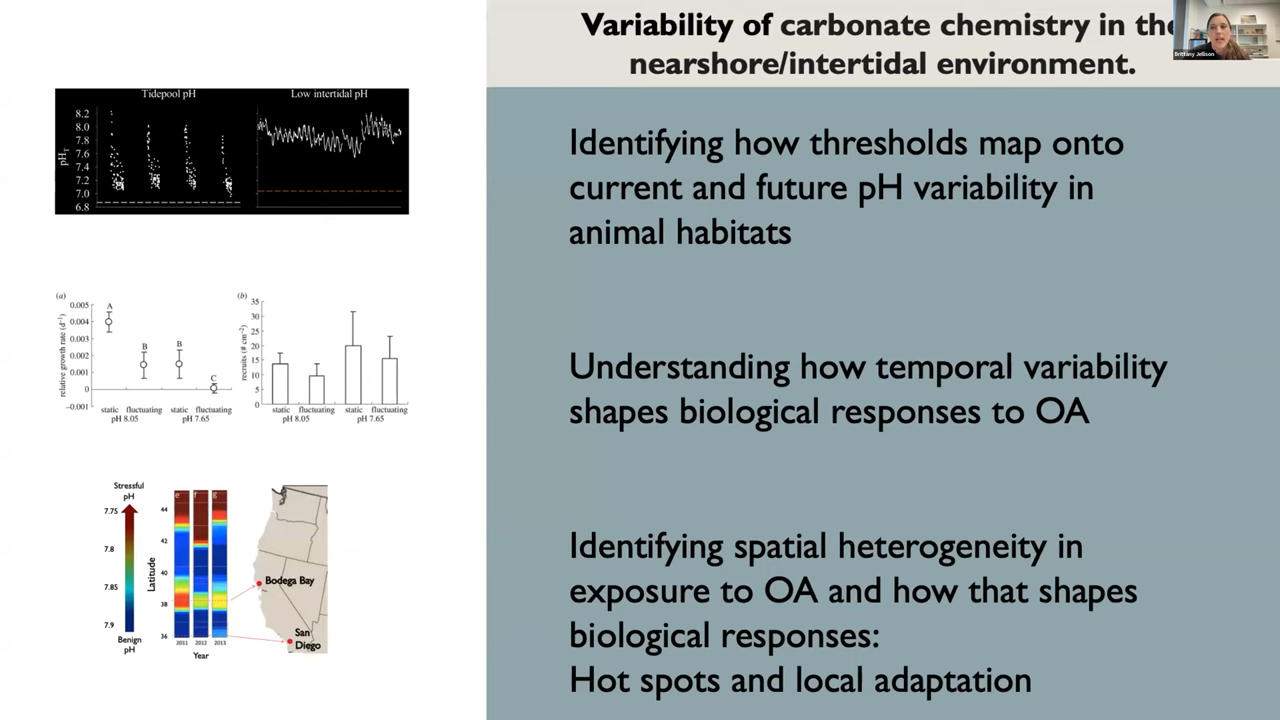 Variability of carbonate chemistry in the
nearshore/intertidal environment.
Brittany Jellison
Tidepool pH
Low intertidal pH
pHT
8.2
8.0
7.8
7.6
7.4
7.2
7.0
6.8
Identifying how thresholds map onto
current and future pH variability in
animal habitats
(a)
relative growth rate (d⁻¹)
0.005
0.004
0.003
0.002
0.001
0
−0.001
A
B
B
C
static fluctuating static fluctuating
pH 8.05 pH 7.65
(b)
recruits (# cm⁻²)
35
30
25
20
15
10
5
0
static fluctuating static fluctuating
pH 8.05 pH 7.65
Understanding how temporal variability
shapes biological responses to OA
Stressful
pH
7.75
7.8
7.85
7.9
Benign
pH
Latitude
44
42
40
38
36
e f g
2011 2012 2013
Year
Bodega Bay
San
Diego
Identifying spatial heterogeneity in
exposure to OA and how that shapes
biological responses:
Hot spots and local adaptation